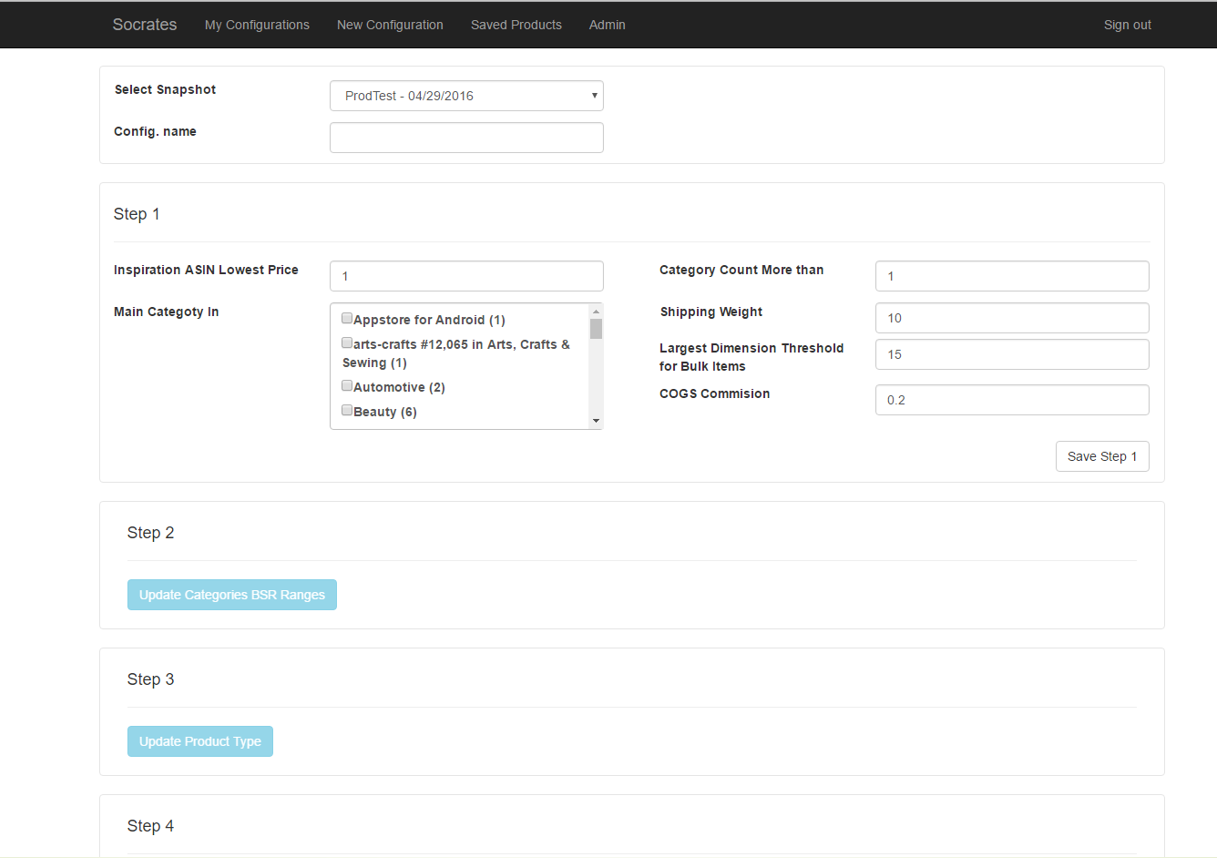 Socrates My Configurations New Configuration Saved Products Admin Sign out
Select Snapshot ProdTest - 04/29/2016
Config. name
Step 1
Inspiration ASIN Lowest Price 1 Category Count More than 1
Main Categoty In Shipping Weight 10
Appstore for Android (1)
arts-crafts #12,065 in Arts, Crafts &
Sewing (1)
Automotive (2)
Beauty (6)
Largest Dimension Threshold
for Bulk Items 15
COGS Commision 0.2
Save Step 1
Step 2
Update Categories BSR Ranges
Step 3
Update Product Type
Step 4